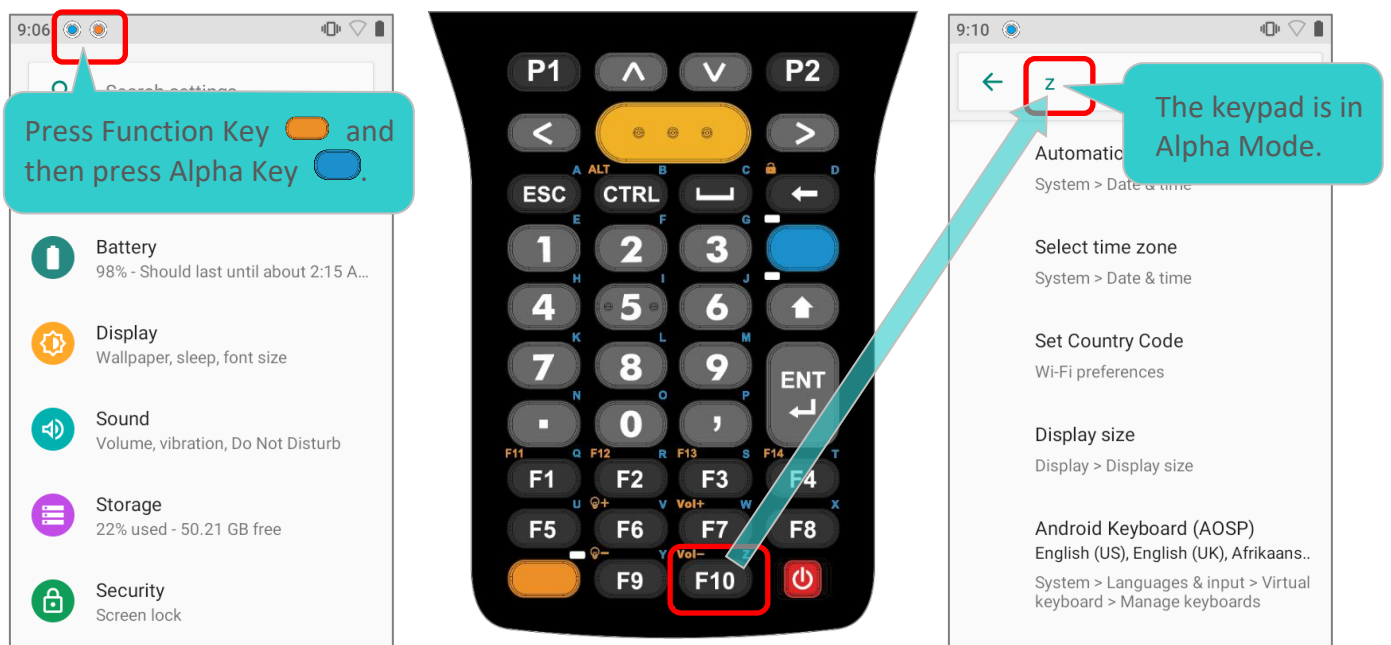 9:06
Search settings
Press Function Key and
then press Alpha Key .
Battery
98% - Should last until about 2:15 A...
Display
Wallpaper, sleep, font size
Sound
Volume, vibration, Do Not Disturb
Storage
22% used - 50.21 GB free
Security
Screen lock
P1 P2
A ALT B C D
ESC CTRL
E F G
1 2 3
H I J
4 5 6
K L M
7 8 9 ENT
N O P
. 0 ,
F11 Q F12 R F13 S F14 T
F1 F2 F3 F4
U + V Vol+ W X
F5 F6 F7 F8
- Y Vol- Z
F9 F10
9:10
z
The keypad is in
Alpha Mode.
Automatic
System > Date & time
Select time zone
System > Date & time
Set Country Code
Wi-Fi preferences
Display size
Display > Display size
Android Keyboard (AOSP)
English (US), English (UK), Afrikaans..
System > Languages & input > Virtual
keyboard > Manage keyboards